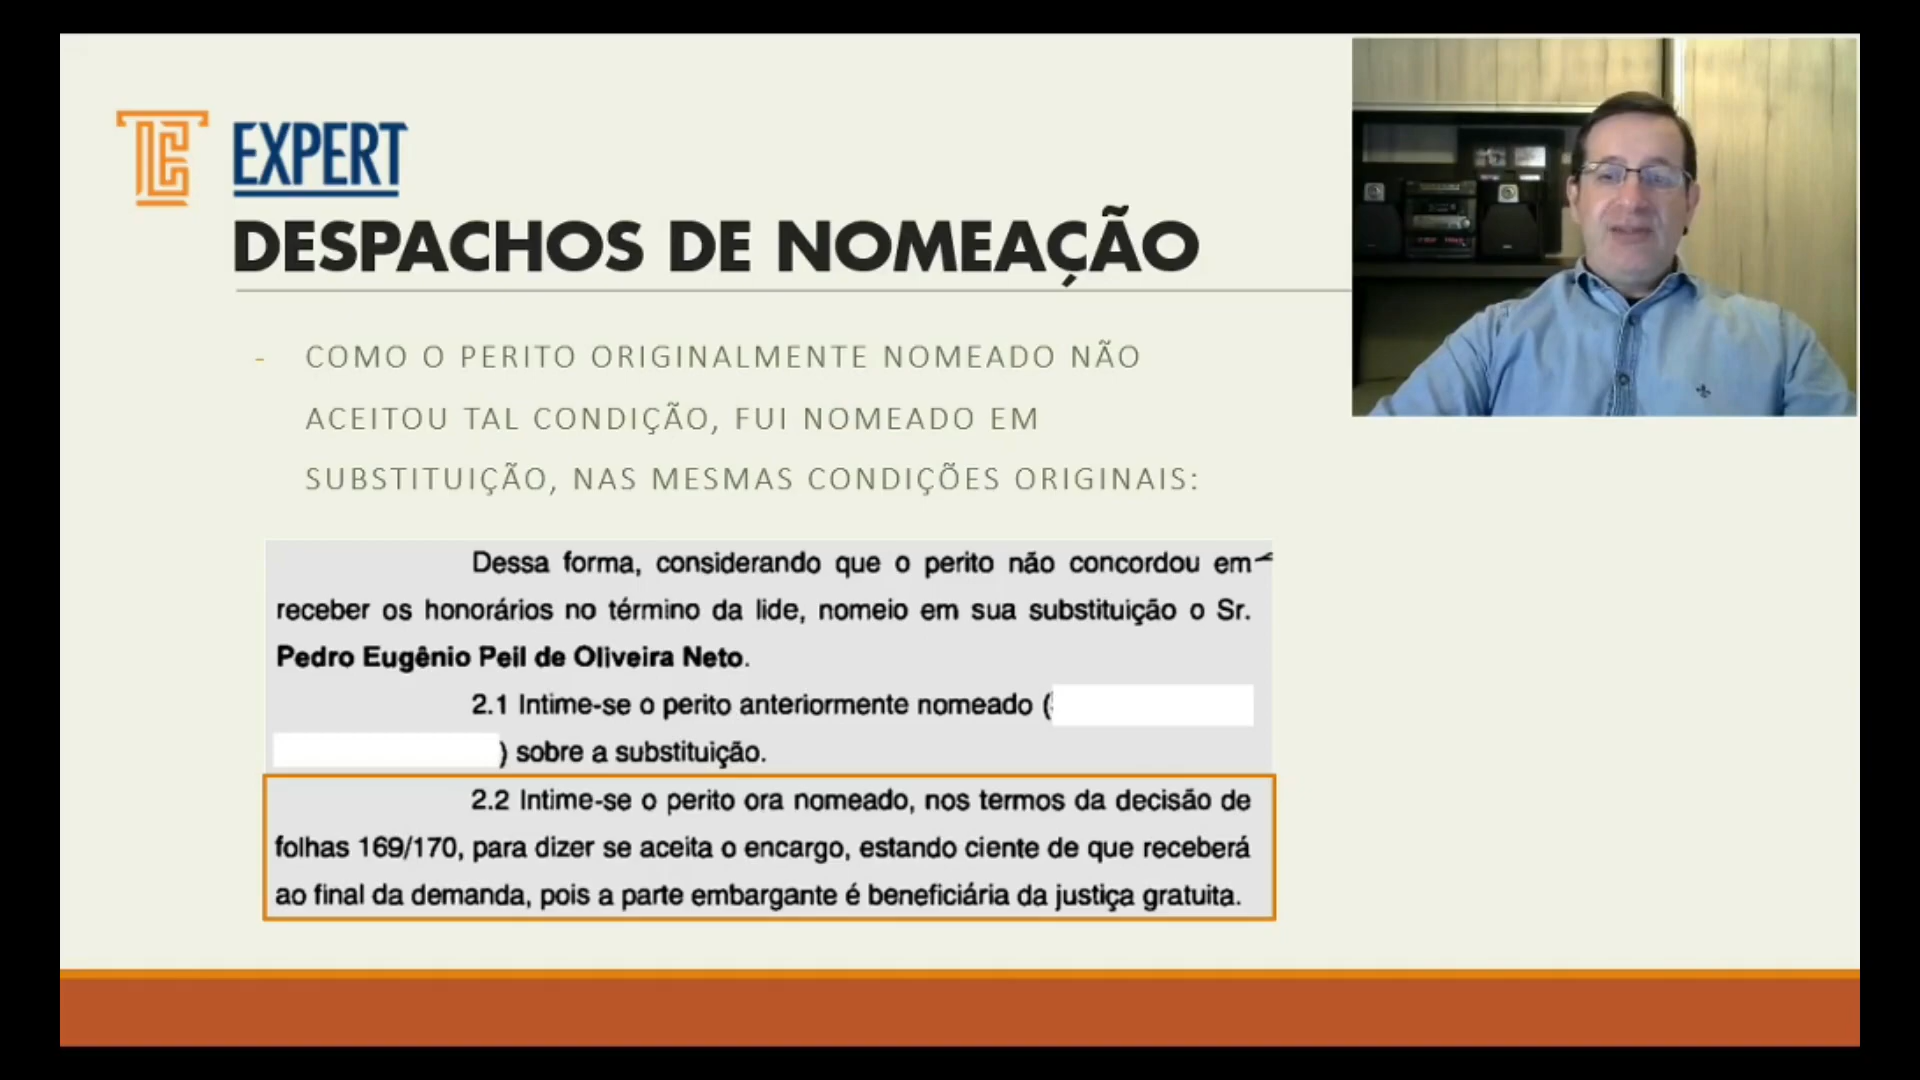 EXPERT
DESPACHOS DE NOMEAÇÃO
- COMO O PERITO ORIGINALMENTE NOMEADO NÃO
ACEITOU TAL CONDIÇÃO, FUI NOMEADO EM
SUBSTITUIÇÃO, NAS MESMAS CONDIÇÕES ORIGINAIS:
Dessa forma, considerando que o perito não concordou em
receber os honorários no término da lide, nomeio em sua substituição o Sr.
Pedro Eugênio Peil de Oliveira Neto.
2.1 Intime-se o perito anteriormente nomeado (
) sobre a substituição.
2.2 Intime-se o perito ora nomeado, nos termos da decisão de
folhas 169/170, para dizer se aceita o encargo, estando ciente de que receberá
ao final da demanda, pois a parte embargante é beneficiária da justiça gratuita.